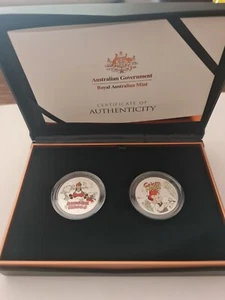 Australian Government
Royal Australian Mint
CERTIFICATE OF
AUTHENTICITY